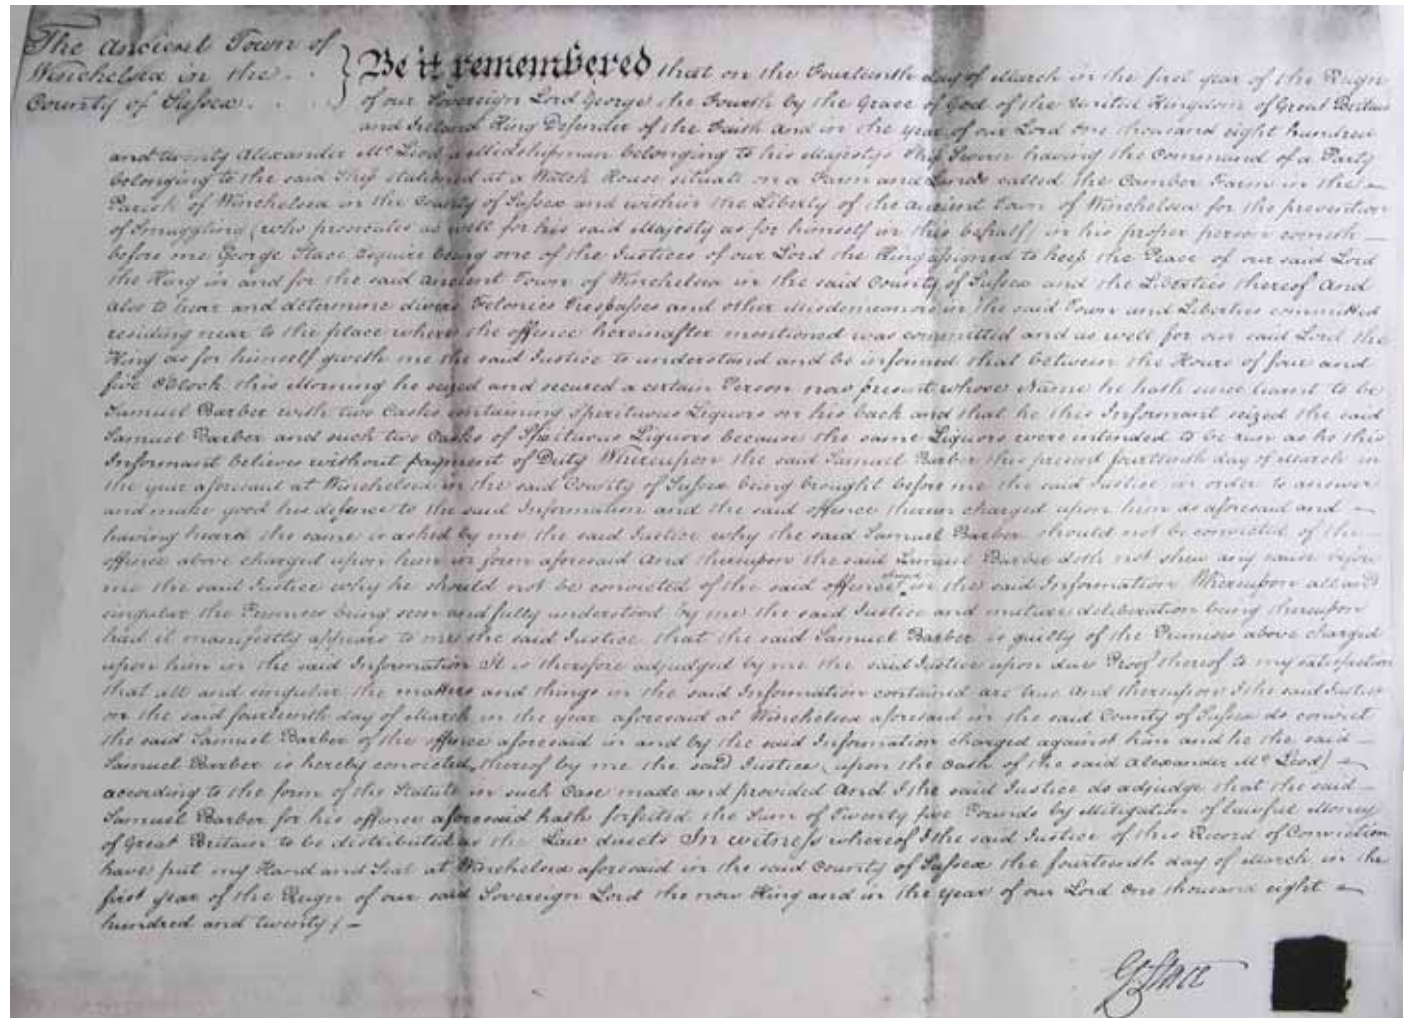 The Ancient Town of
Winchelsea in the . .
County of Sussex . . . .
Be it remembered that on the Fourteenth day of March in the first year of the Reign
of our Sovereign Lord George the Fourth by the Grace of God of the United Kingdom of Great Britain
and Ireland King Defender of the Faith and in the year of our Lord One thousand eight hundred
and twenty Alexander Mc Leod a Midshipman belonging to his Majestys Ship Severn having the Command of a Party
belonging to the said Ship stationed at a Watch House situate on a Farm and Lands called the Camber Farm in the
Parish of Winchelsea in the County of Sussex and within the Liberty of the Ancient Town of Winchelsea for the prevention
of Smuggling (who prosecutes as well for his said Majesty as for himself in this behalf) in his proper person cometh
before me George Stace Esquire being one of the Justices of our Lord the King assigned to keep the Peace of our said Lord
the King in and for the said Ancient Town of Winchelsea in the said County of Sussex and the Liberties thereof And
also to hear and determine divers Felonies Trespasses and other Misdemeanors in the said Town and Liberties committed
residing near to the place where the offence hereinafter mentioned was committed and as well for our said Lord the
King as for himself giveth me the said Justice to understand and be informed that between the Hours of four and
five OClock this Morning he seized and secured a certain Person now present whose Name he hath since learnt to be
Samuel Barber with two Casks containing Spirituous Liquors on his back and that he this Informant seized the said
Samuel Barber and such two Casks of Spirituous Liquors because the same Liquors were intended to be run as he this
Informant believes without payment of Duty Whereupon the said Samuel Barber this present fourteenth day of March in
the year aforesaid at Winchelsea in the said County of Sussex being brought before me the said Justice in order to answer
and make good his defence to the said Information and the said offence therein charged upon him as aforesaid and
having heard the same is asked by me the said Justice why the said Samuel Barber should not be convicted of the
offence above charged upon him in form aforesaid And thereupon the said Samuel Barber doth not shew any cause before
me the said Justice why he should not be convicted of the said offence charged in the said Information Whereupon all and
singular the Premises being seen and fully understood by me the said Justice and mature deliberation being thereupon
had it manifestly appears to me the said Justice that the said Samuel Barber is guilty of the Premises above charged
upon him in the said Information It is therefore adjudged by me the said Justice upon due Proof thereof to my satisfaction
that all and singular the matters and things in the said Information contained are true And thereupon I the said Justice
on the said fourteenth day of March in the year aforesaid at Winchelsea aforesaid in the said County of Sussex do convict
the said Samuel Barber of the offence aforesaid in and by the said Information charged against him and he the said
Samuel Barber is hereby convicted thereof by me the said Justice (upon the Oath of the said Alexander Mc Leod)
according to the form of the Statute in such Case made and provided And I the said Justice do adjudge that the said
Samuel Barber for his offence aforesaid hath forfeited the Sum of Twenty five Pounds by Mitigation of lawful Money
of Great Britain to be distributed as the Law directs In witness whereof I the said Justice of this Record of Conviction
have put my Hand and Seal at Winchelsea aforesaid in the said County of Sussex the fourteenth day of March in the
first year of the Reign of our said Sovereign Lord the now King and in the year of our Lord One thousand eight
hundred and twenty
G Stace